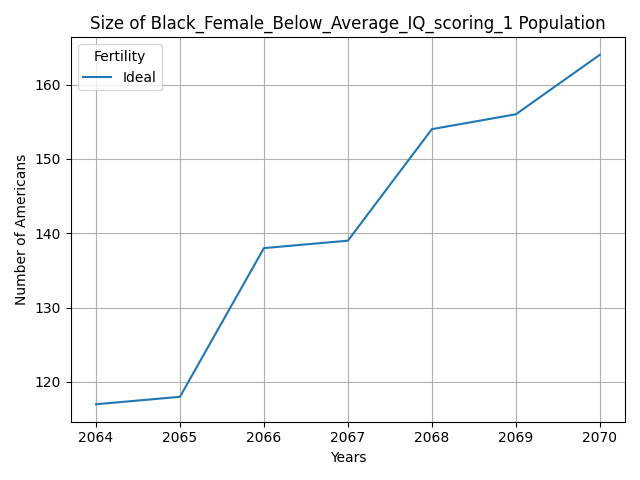 Size of Black_Female_Below_Average_IQ_scoring_1 Population
Fertility
Ideal
Number of Americans
160
150
140
130
120
2064 2065 2066 2067 2068 2069 2070
Years